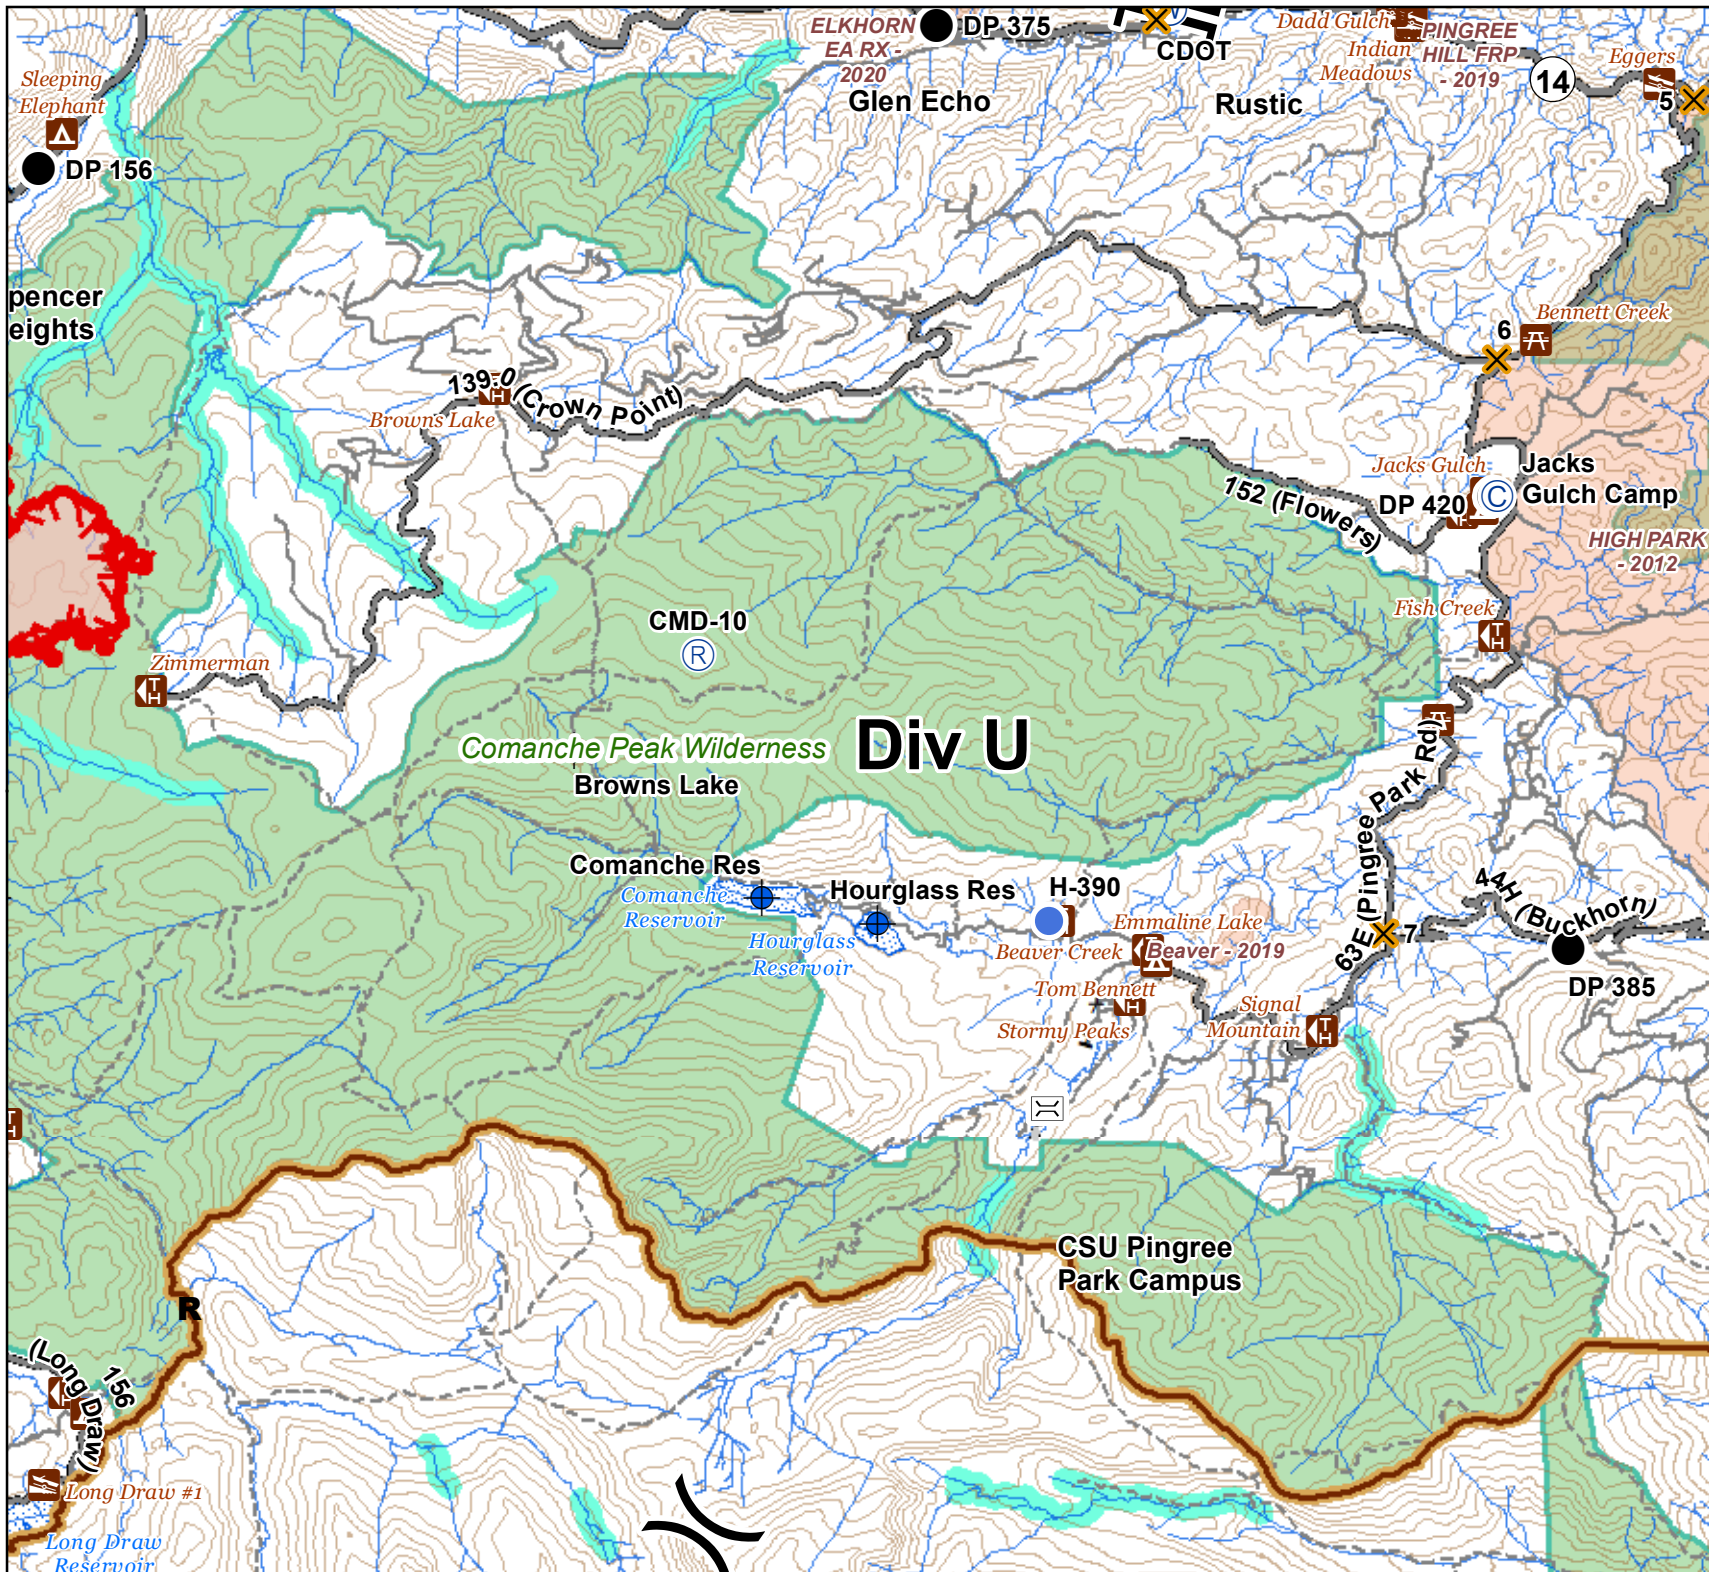 ELKHORN
EA RX -
2020
DP 375
CDOT
Dadd Gulch
Indian
Meadows
PINGREE
HILL FRP
- 2019
14
Eggers
5
Sleeping
Elephant
DP 156
Glen Echo
Rustic
pencer
eights
Bennett Creek
6
139.0 (Crown Point)
H
Browns Lake
Jacks Gulch
Jacks
Gulch Camp
C
DP 420
H
152 (Flowers)
HIGH PARK
- 2012
Fish Creek
TH
CMD-10
R
Zimmerman
TH
Div U
Comanche Peak Wilderness
Browns Lake
63E (Pingree Park Rd)
Comanche Res
Comanche
Reservoir
Hourglass Res
Hourglass
Reservoir
H-390
Beaver Creek
Emmaline Lake
Beaver - 2019
7
44H (Buckhorn)
DP 385
Tom Bennett
H
Stormy Peaks
Signal
Mountain
TH
T
H
CSU Pingree
Park Campus
R
(Long Draw)
156
Long Draw #1
Long Draw
Reservoir